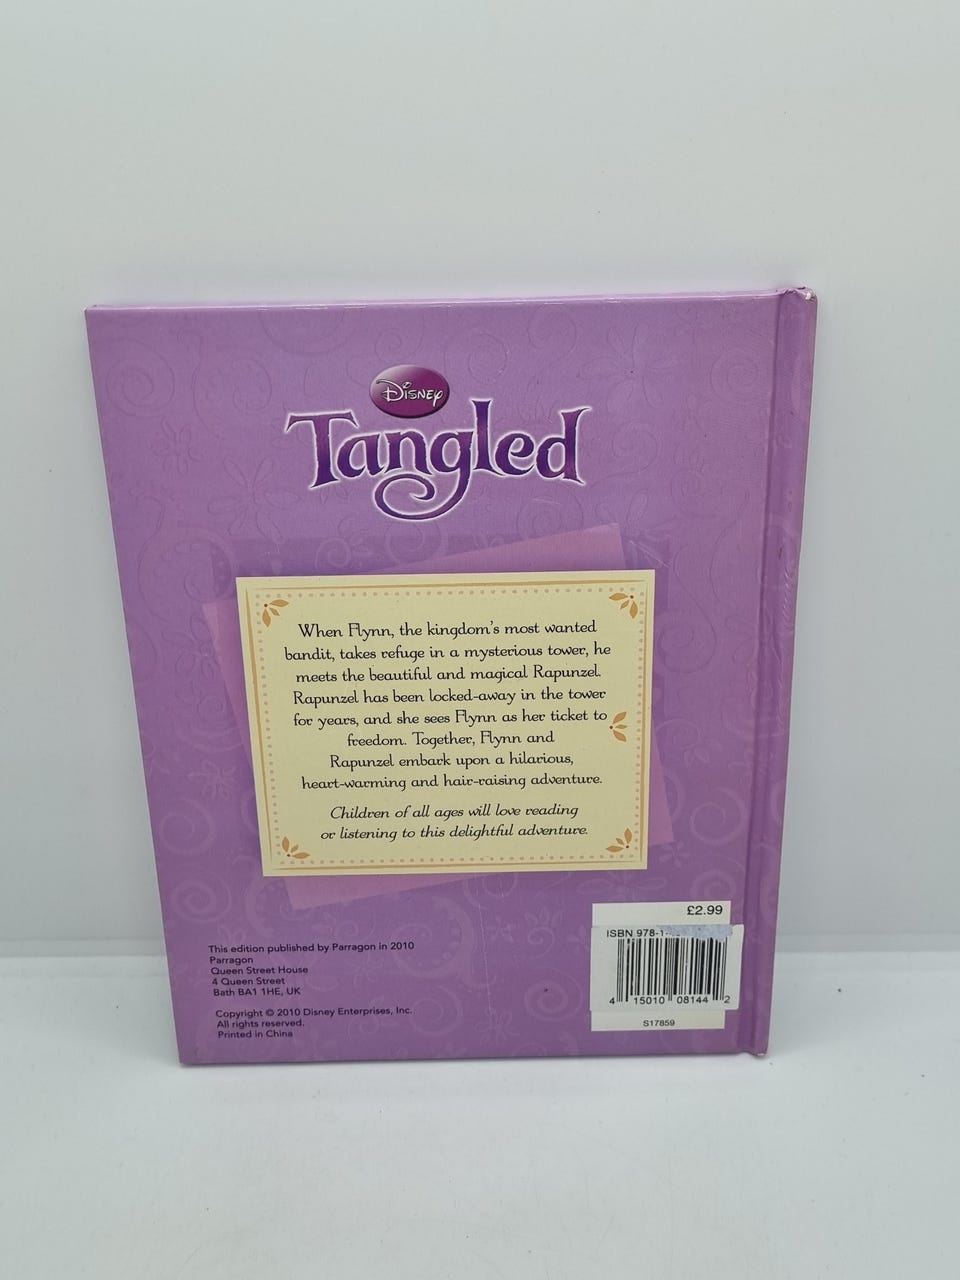 Disney
Tangled
When Flynn, the kingdom's most wanted
bandit, takes refuge in a mysterious tower, he
meets the beautiful and magical Rapunzel.
Rapunzel has been locked-away in the tower
for years, and she sees Flynn as her ticket to
freedom. Together, Flynn and
Rapunzel embark upon a hilarious,
heart-warming and hair-raising adventure.
Children of all ages will love reading
or listening to this delightful adventure.
This edition published by Parragon in 2010
Parragon
Queen Street House
4 Queen Street
Bath BA1 1HE, UK
Copyright © 2010 Disney Enterprises, Inc.
All rights reserved.
Printed in China
£2.99
ISBN 978-1-
4 15010 08144 2
S17859